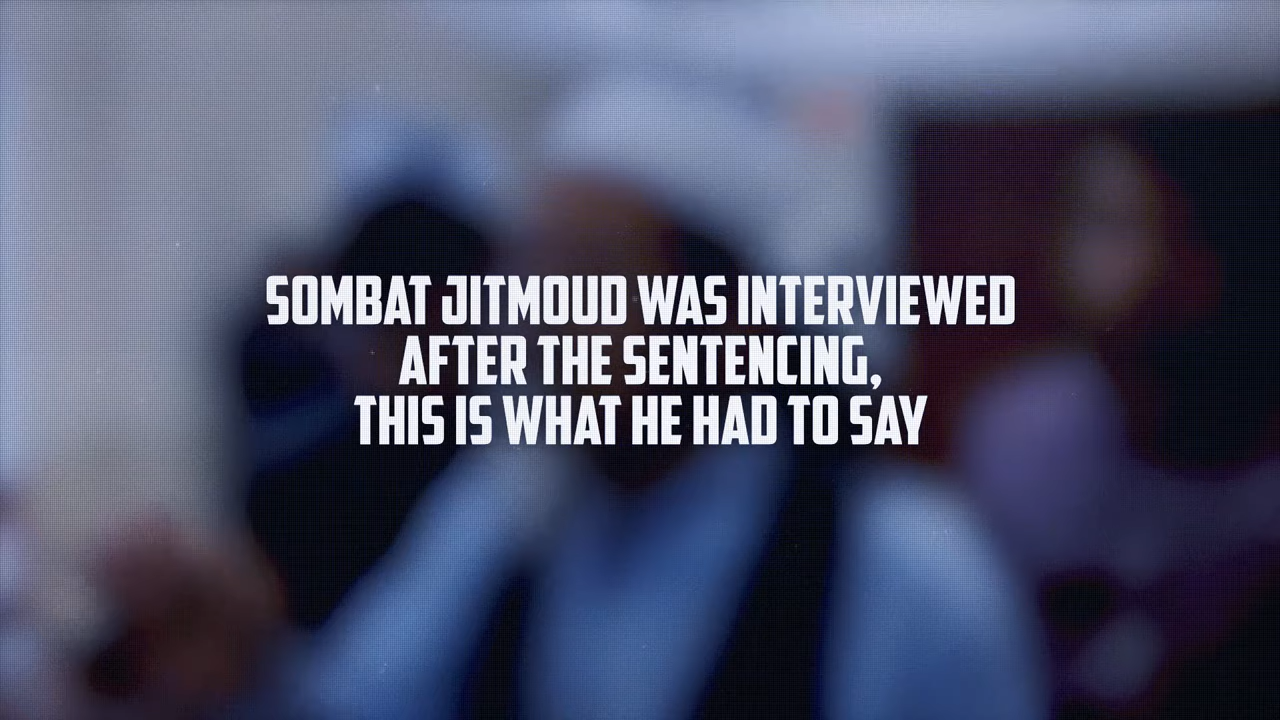 SOMBAT JITMOUD WAS INTERVIEWED
AFTER THE SENTENCING,
THIS IS WHAT HE HAD TO SAY